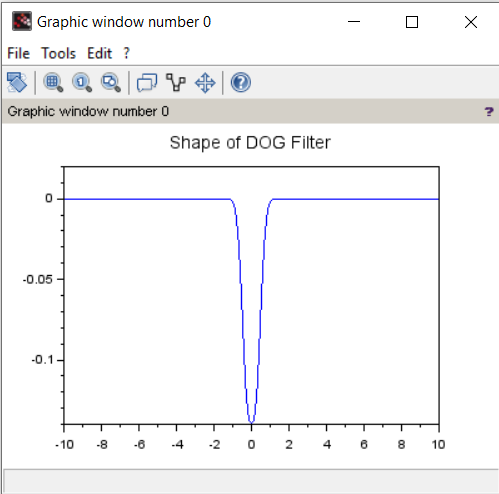 Graphic window number 0
File Tools Edit ?
Graphic window number 0 ?
Shape of DOG Filter
0
-0.05
-0.1
-10 -8 -6 -4 -2 0 2 4 6 8 10